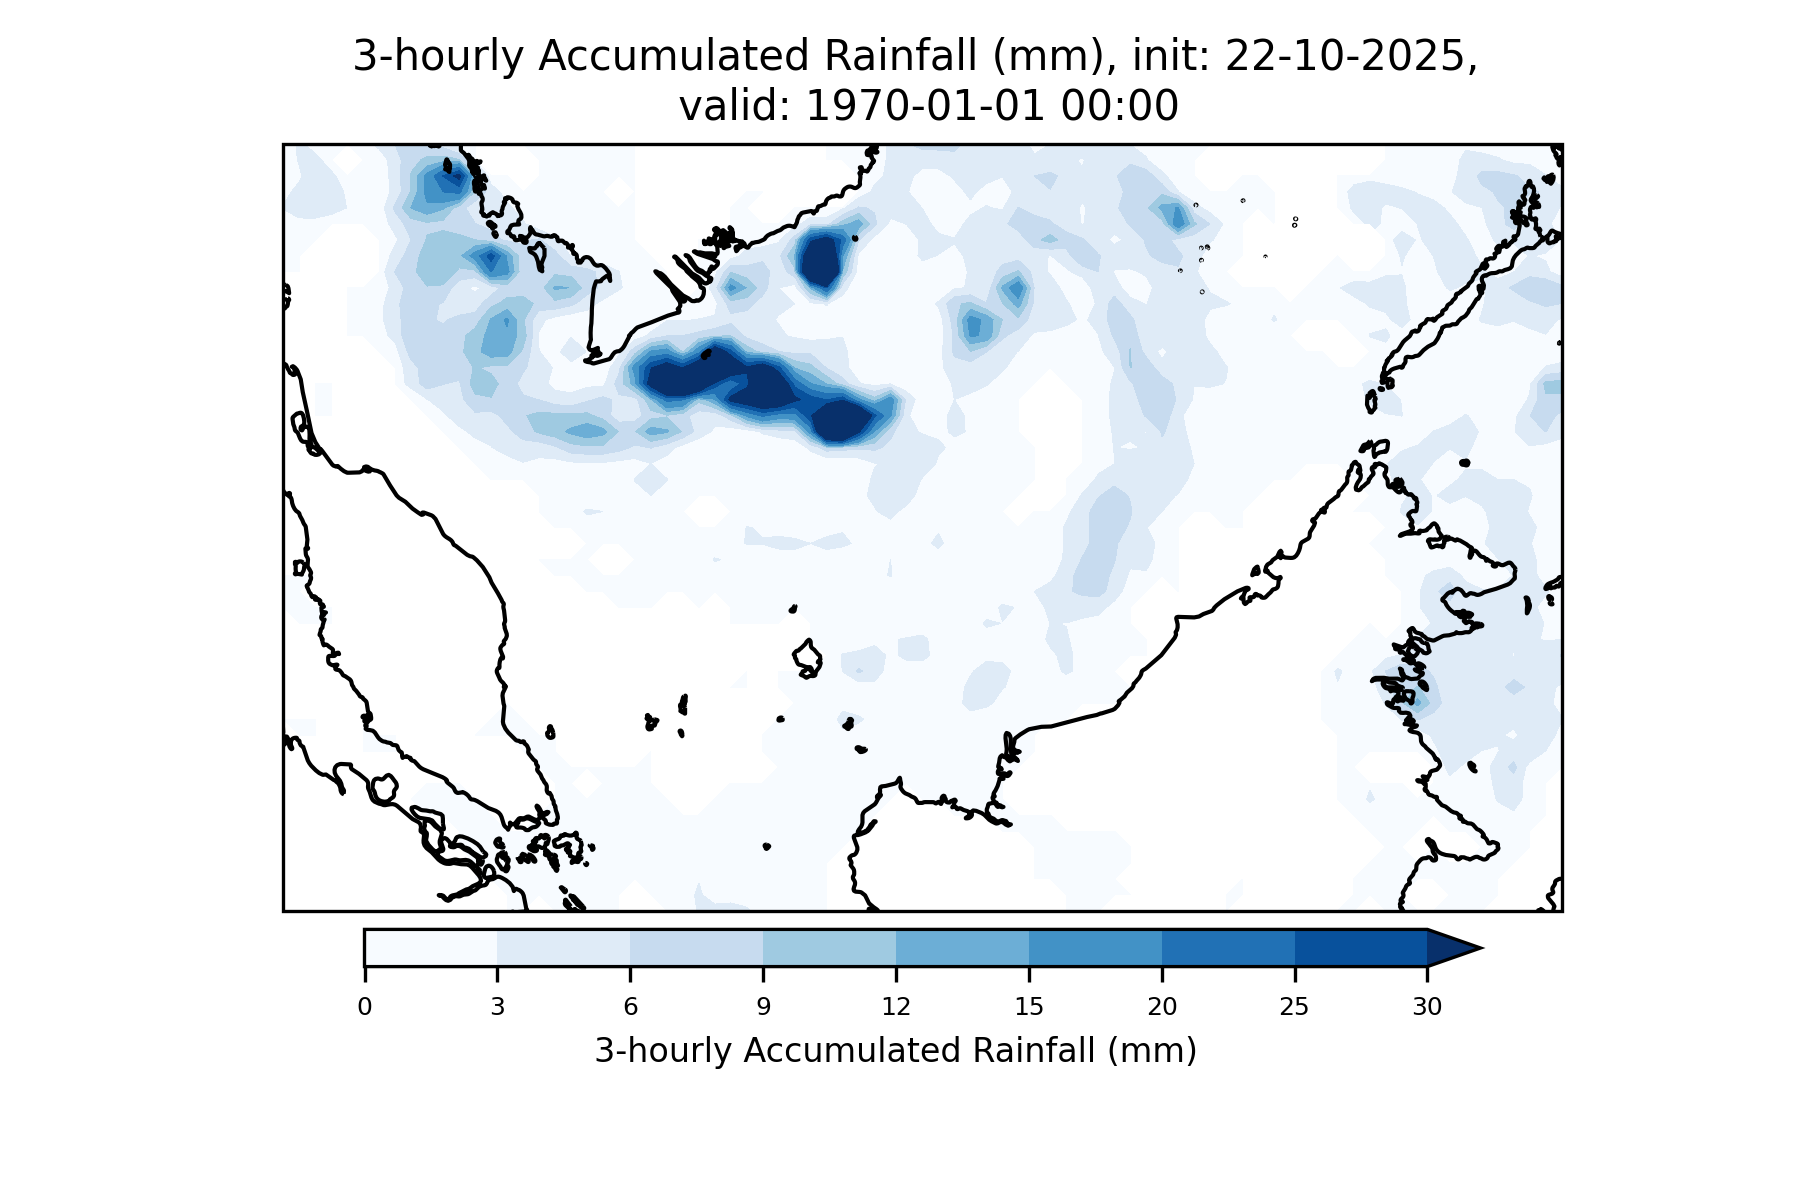 3-hourly Accumulated Rainfall (mm), init: 22-10-2025,
valid: 1970-01-01 00:00
0 3 6 9 12 15 20 25 30
3-hourly Accumulated Rainfall (mm)